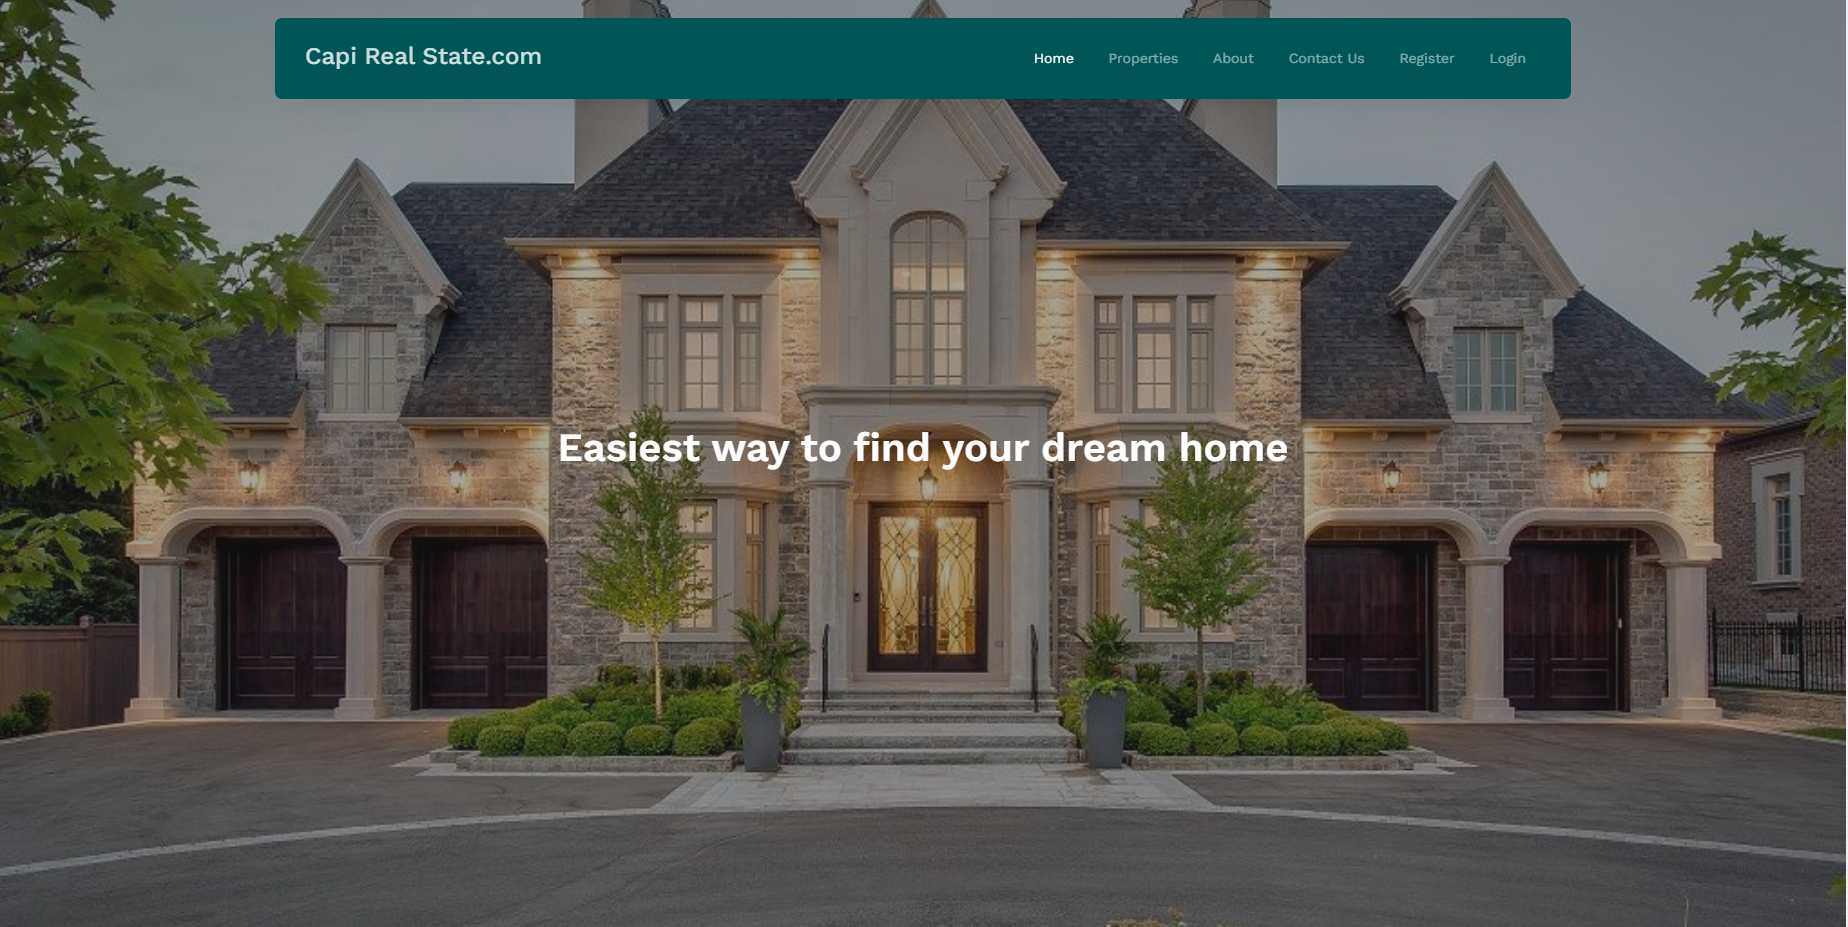 Capi Real State.com
Home Properties About Contact Us Register Login
Easiest way to find your dream home